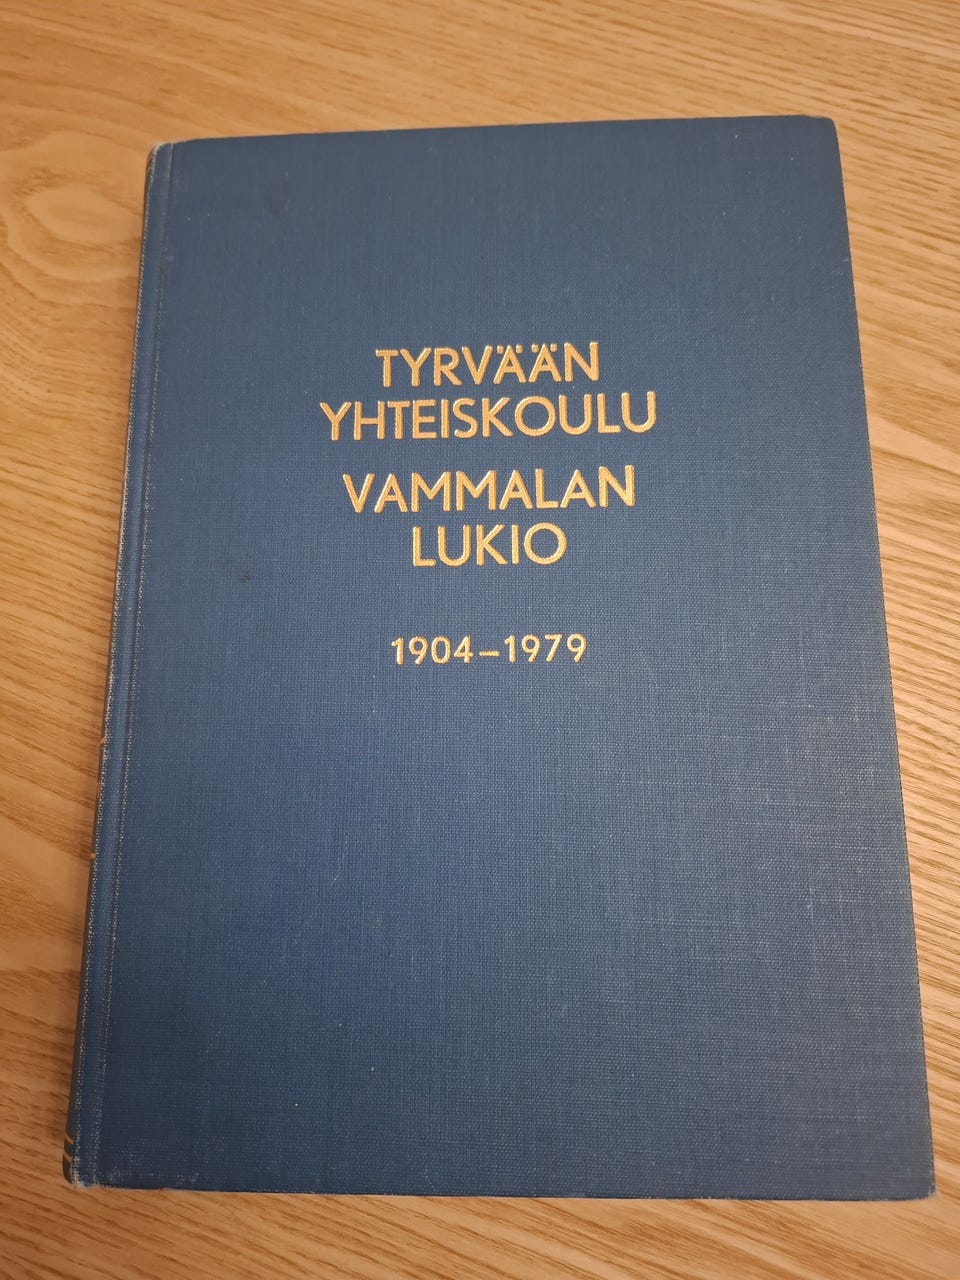 TYRVÄÄN
YHTEISKOULU
VAMMALAN
LUKIO
1904–1979